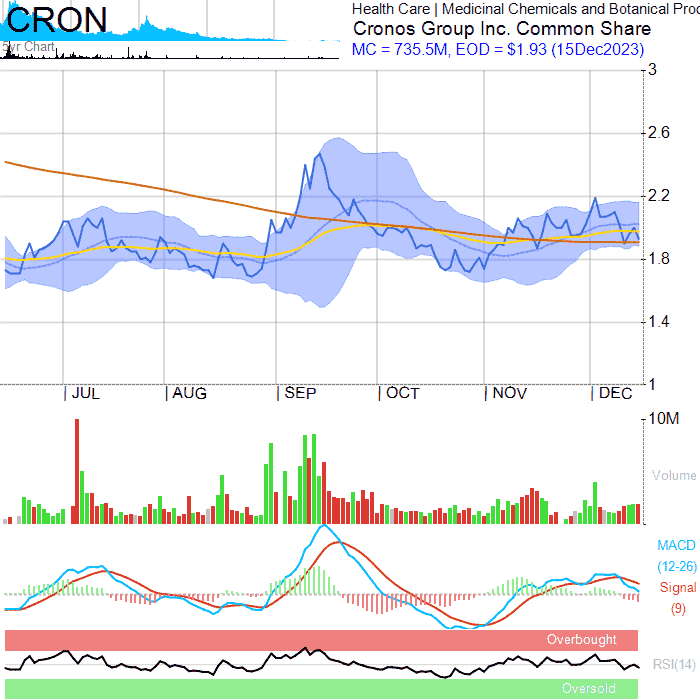 CRON
5yr Chart
Health Care | Medicinal Chemicals and Botanical Prod
Cronos Group Inc. Common Share
MC = 735.5M, EOD = $1.93 (15Dec2023)
3
2.6
2.2
1.8
1.4
1
| JUL | AUG | SEP | OCT | NOV | DEC
10M
Volume
MACD
(12-26)
Signal
(9)
Overbought
RSI(14)
Oversold